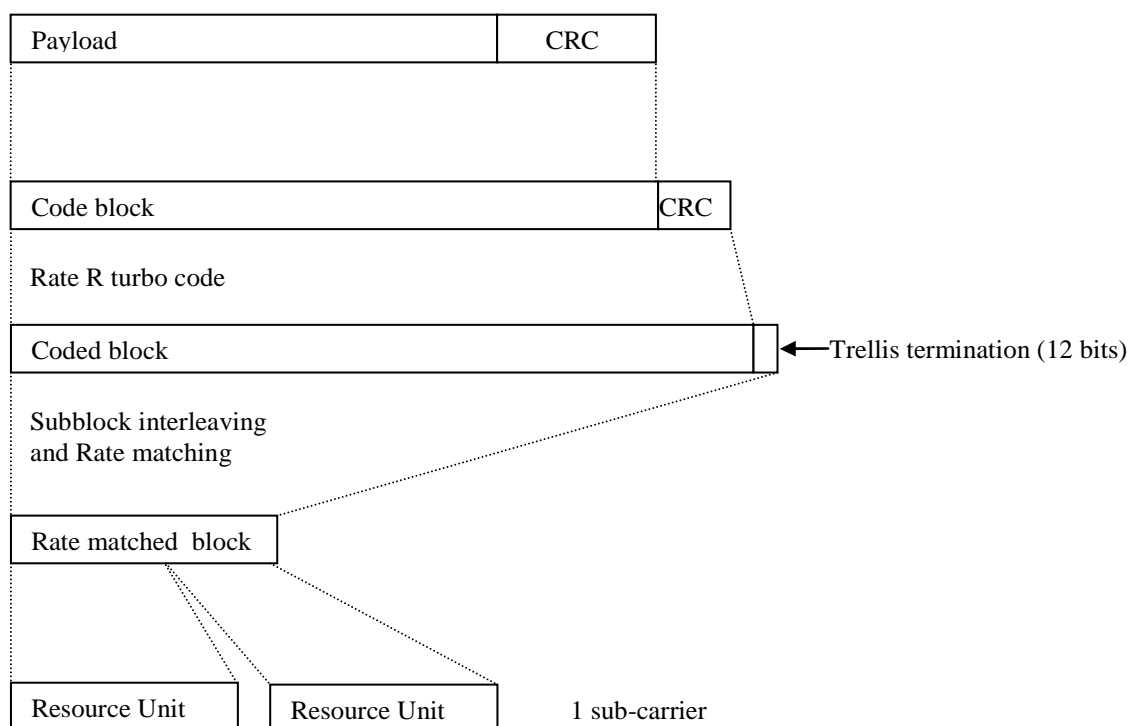 Payload CRC
Code block CRC
Rate R turbo code
Coded block
Trellis termination (12 bits)
Subblock interleaving
and Rate matching
Rate matched block
Resource Unit Resource Unit 1 sub-carrier